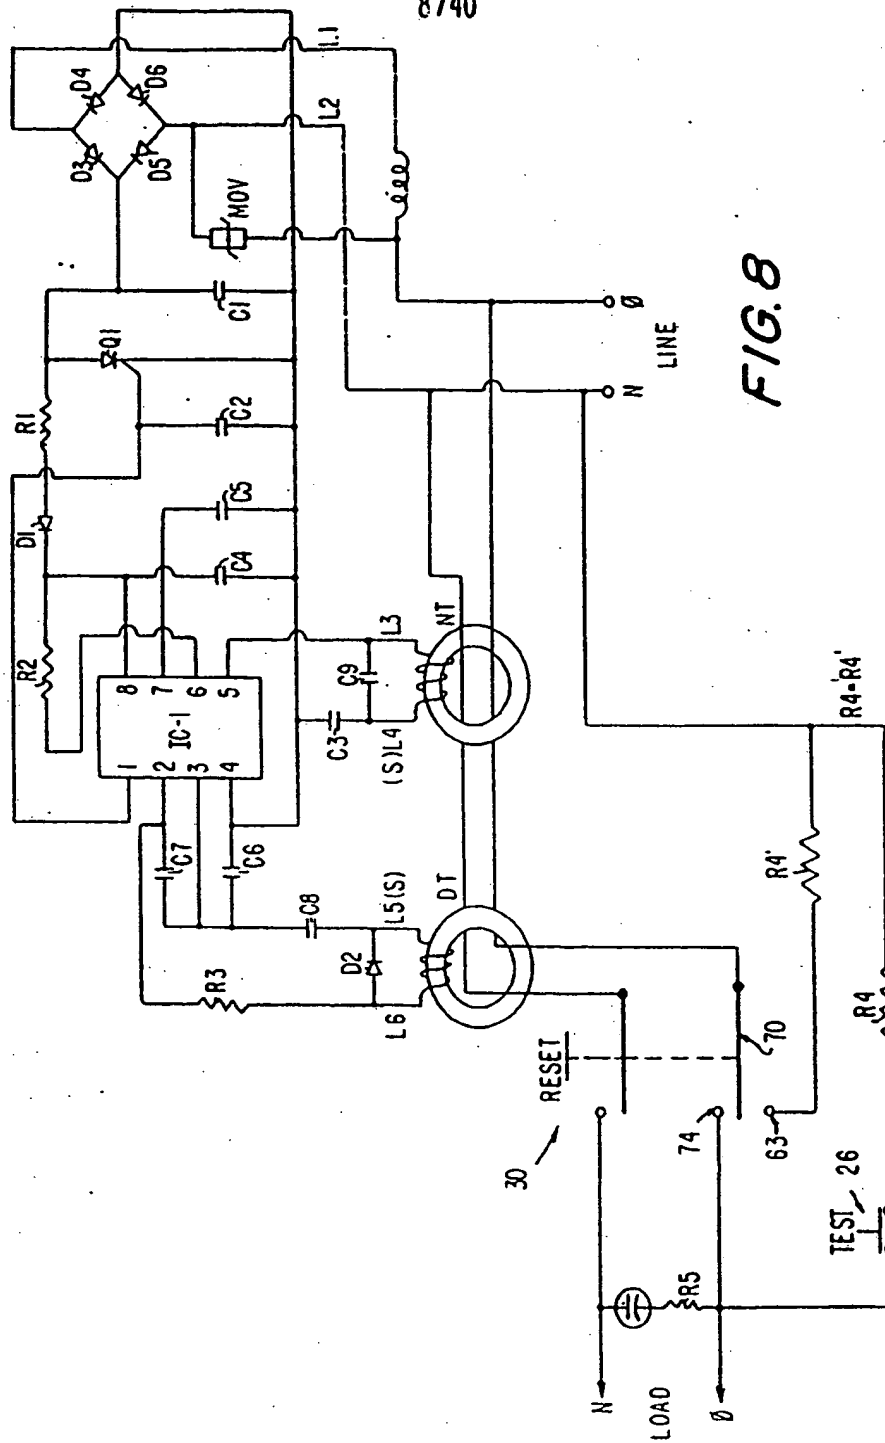 8740
L1
D4
D6
L2
D3
D5
MOV
C1
Q1
R1
C2
D1
C5
C4
R2
IC-1
8
7
6
5
1
2
3
4
C7
C6
C9
L3
NT
C3
(S)L4
C8
L5(S)
DT
D2
R3
L6
Ø
LINE
N
FIG. 8
R4=R4'
R4'
R4
RESET
30
70
74
63
TEST 26
R5
N
LOAD
Ø